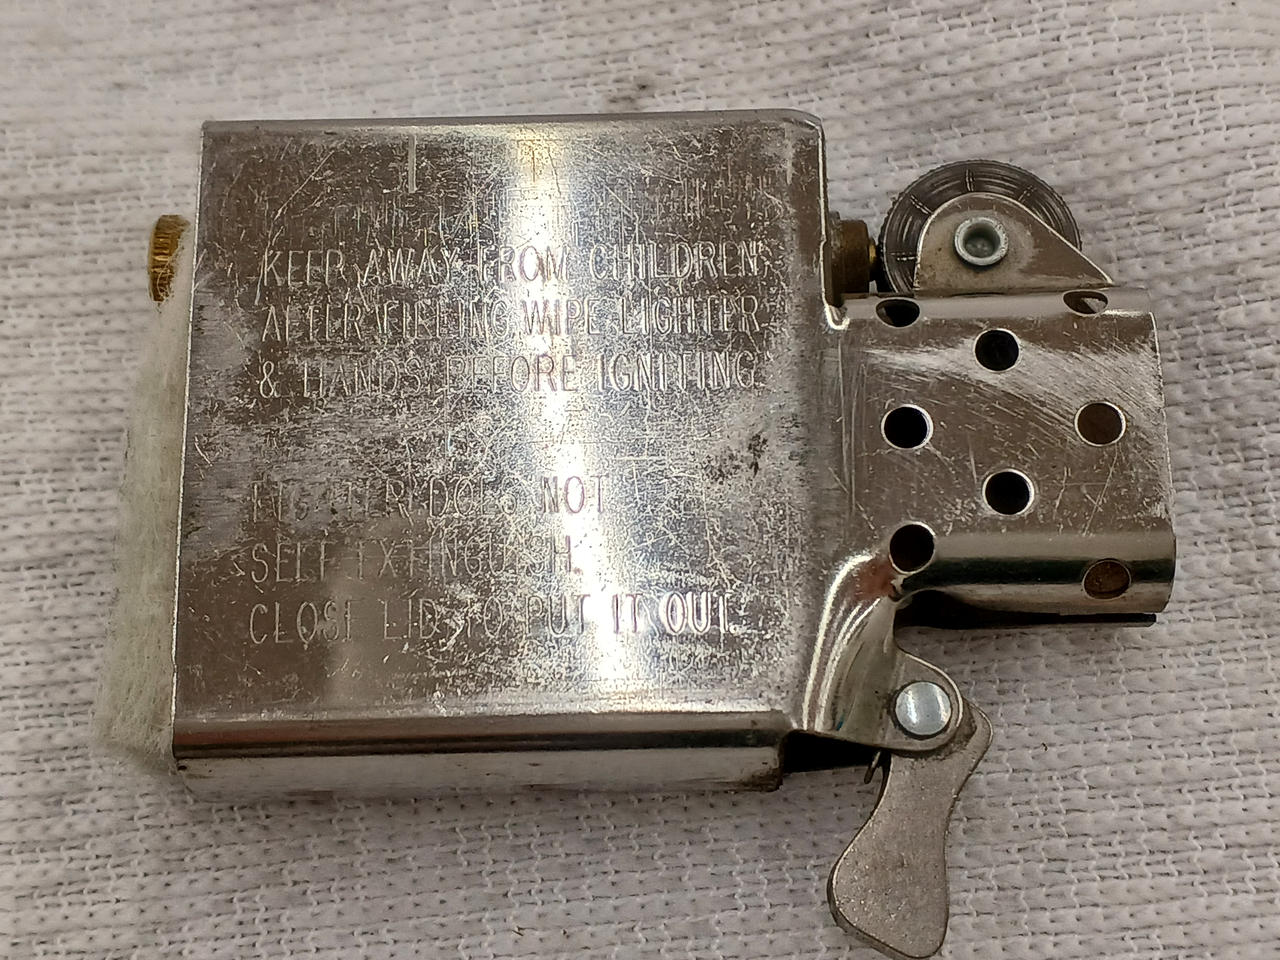 KEEP AWAY FROM CHILDREN
AFTER FILLING WIPE LIGHTER
& HANDS BEFORE IGNITING
LIGHTER DOES NOT
SELF EXTINGUISH.
CLOSE LID TO PUT IT OUT.